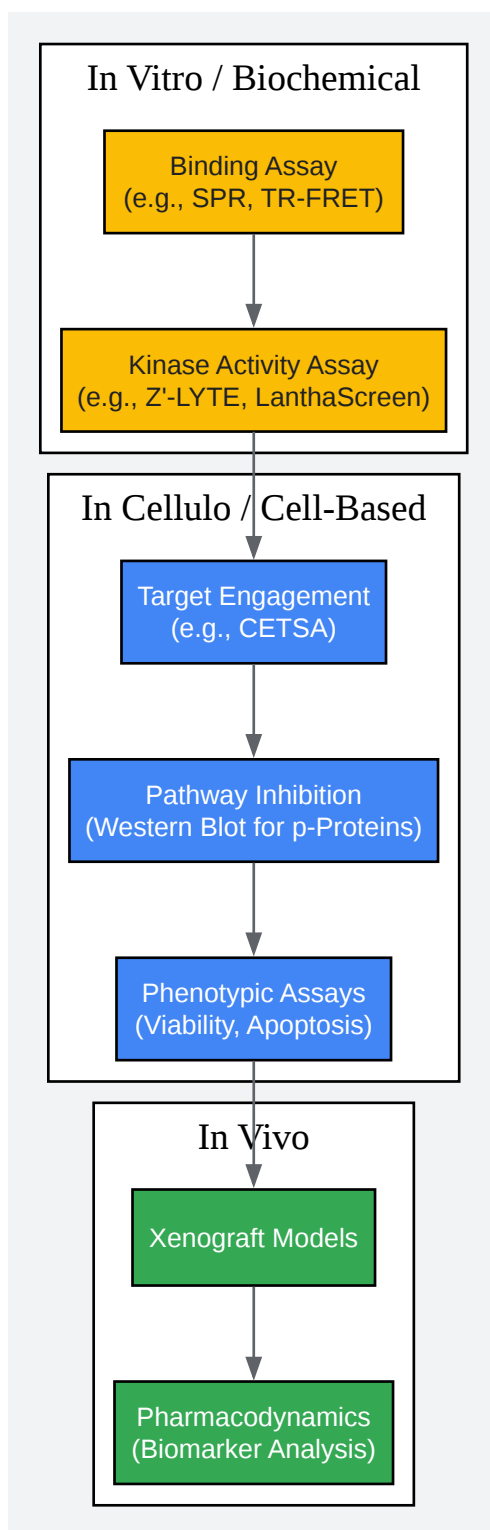 In Vitro / Biochemical
Binding Assay
(e.g., SPR, TR-FRET)
Kinase Activity Assay
(e.g., Z'-LYTE, LanthaScreen)
In Cellulo / Cell-Based
Target Engagement
(e.g., CETSA)
Pathway Inhibition
(Western Blot for p-Proteins)
Phenotypic Assays
(Viability, Apoptosis)
In Vivo
Xenograft Models
Pharmacodynamics
(Biomarker Analysis)